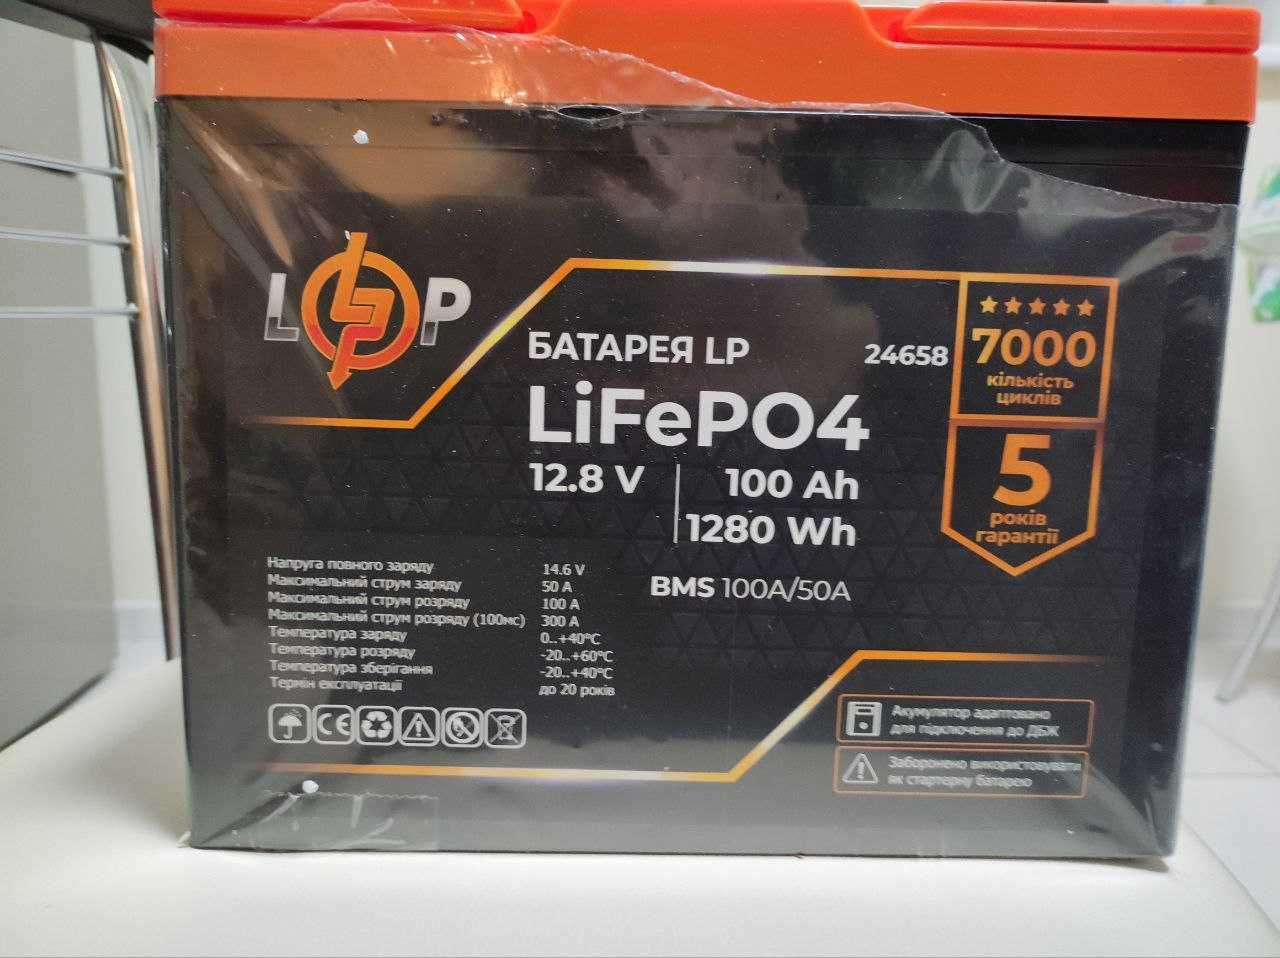 LP
БАТАРЕЯ LP
24658
LiFePO4
12.8 V
100 Ah
1280 Wh
BMS 100A/50A
7000
кількість
циклів
5
років
гарантії
Напруга повного заряду 14.6 V
Максимальний струм заряду 50 A
Максимальний струм розряду 100 A
Максимальний струм розряду (100мс) 300 A
Температура заряду 0..+40°C
Температура розряду -20..+60°C
Температура зберігання -20..+40°C
Термін експлуатації до 20 років
CE
Акумулятор адаптовано
для підключення до ДБЖ
Заборонено використовувати
як стартерну батарею